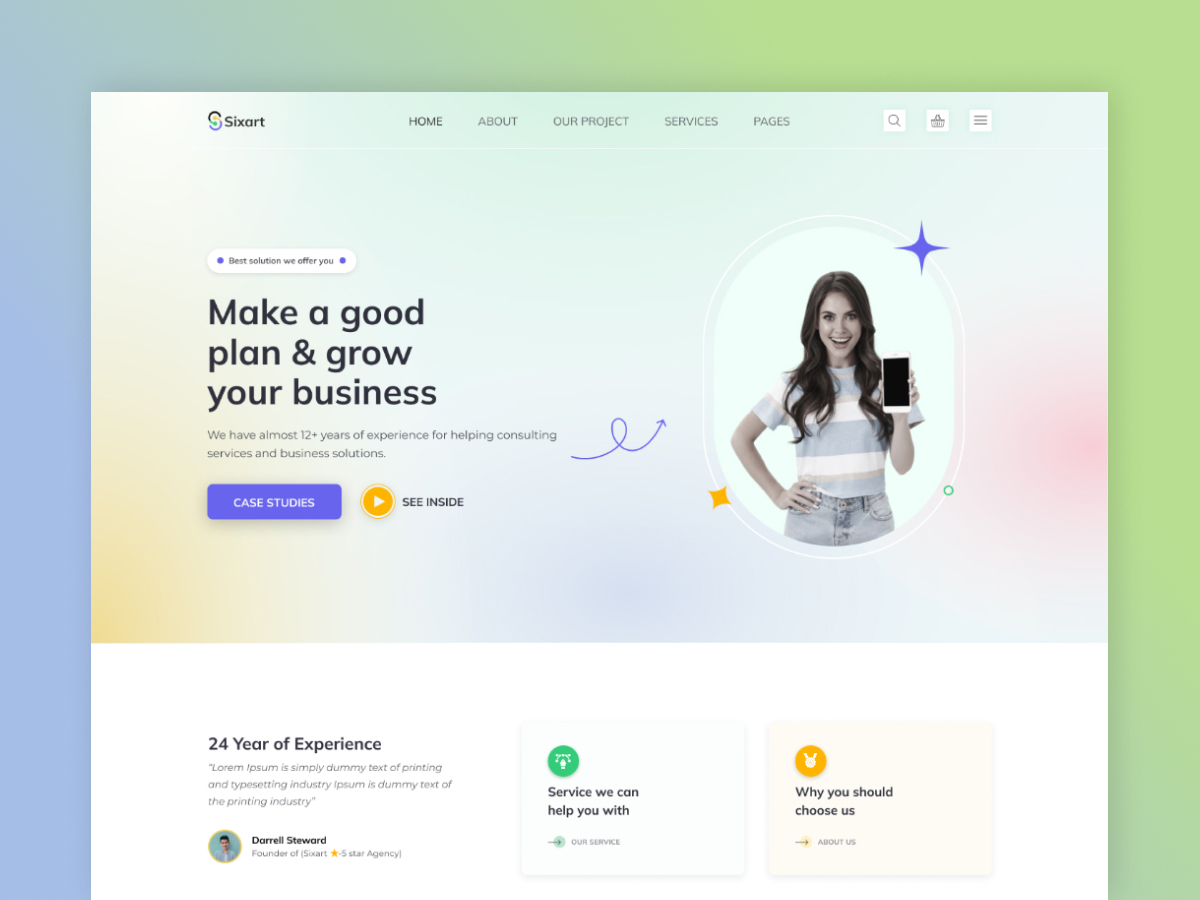 Sixart
HOME
ABOUT
OUR PROJECT
SERVICES
PAGES
Best solution we offer you
Make a good
plan & grow
your business
We have almost 12+ years of experience for helping consulting
services and business solutions.
CASE STUDIES
SEE INSIDE
24 Year of Experience
“Lorem Ipsum is simply dummy text of printing
and typesetting industry Ipsum is dummy text of
the printing industry”
Darrell Steward
Founder of (Sixart ⭐-5 star Agency)
Service we can
help you with
OUR SERVICE
Why you should
choose us
ABOUT US